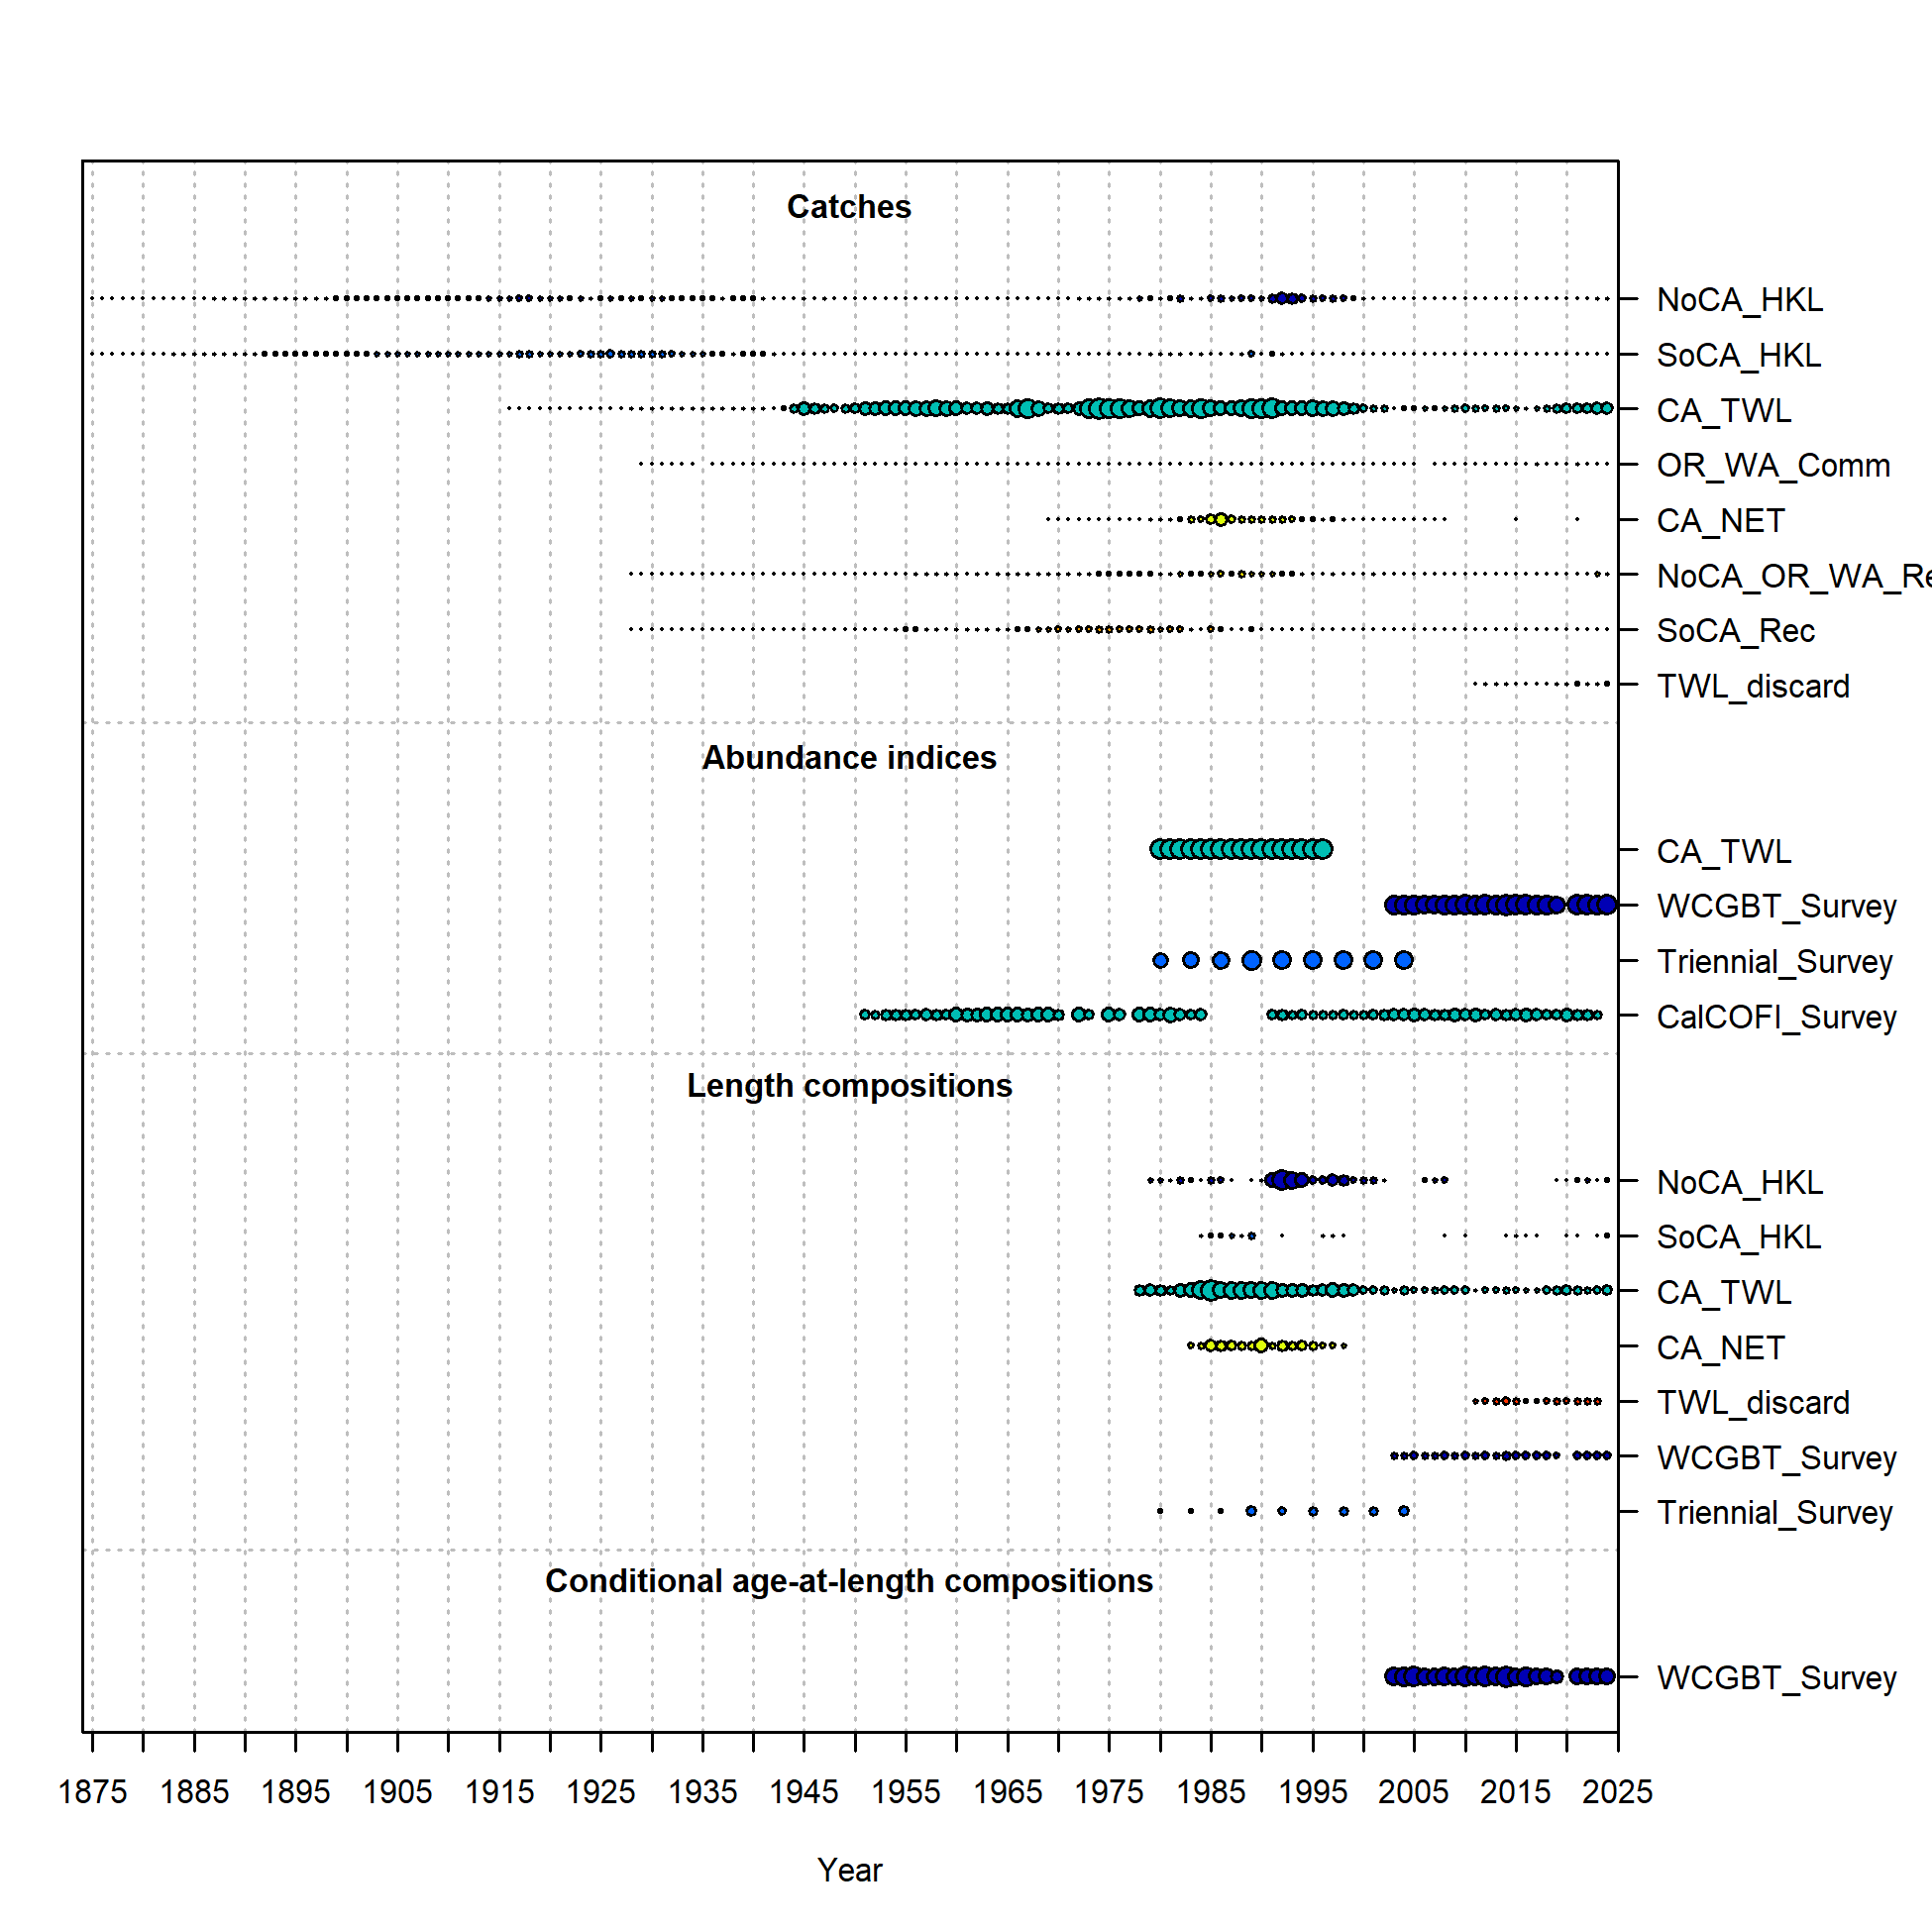 Catches
NoCA_HKL
SoCA_HKL
CA_TWL
OR_WA_Comm
CA_NET
NoCA_OR_WA_Re
SoCA_Rec
TWL_discard
Abundance indices
CA_TWL
WCGBT_Survey
Triennial_Survey
CalCOFI_Survey
Length compositions
NoCA_HKL
SoCA_HKL
CA_TWL
CA_NET
TWL_discard
WCGBT_Survey
Triennial_Survey
Conditional age-at-length compositions
WCGBT_Survey
1875 1885 1895 1905 1915 1925 1935 1945 1955 1965 1975 1985 1995 2005 2015 2025
Year